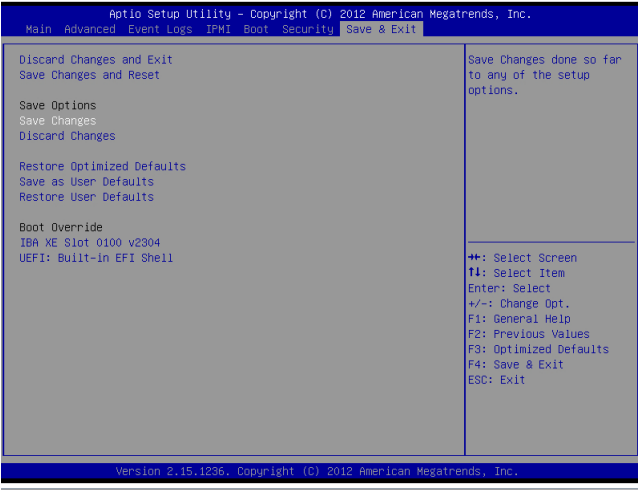 Aptio Setup Utility – Copyright (C) 2012 American Megatrends, Inc.
Main Advanced Event Logs IPMI Boot Security Save & Exit
Discard Changes and Exit
Save Changes and Reset
Save Options
Save Changes
Discard Changes
Restore Optimized Defaults
Save as User Defaults
Restore User Defaults
Boot Override
IBA XE Slot 0100 v2304
UEFI: Built-in EFI Shell
Save Changes done so far
to any of the setup
options.
→←: Select Screen
↑↓: Select Item
Enter: Select
+/-: Change Opt.
F1: General Help
F2: Previous Values
F3: Optimized Defaults
F4: Save & Exit
ESC: Exit
Version 2.15.1236. Copyright (C) 2012 American Megatrends, Inc.